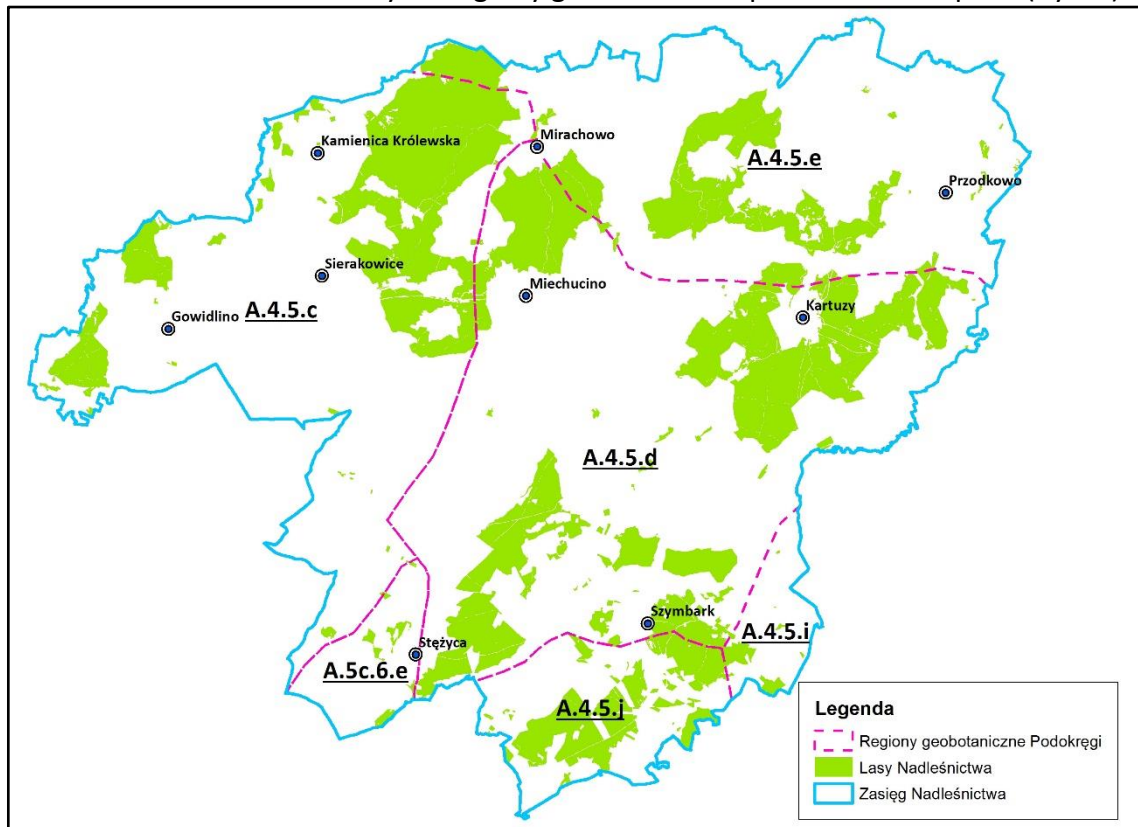 Mirachowo
Kamienica Królewska
A.4.5.e
Przodkowo
Sierakowice
Miechucino
A.4.5.c
Kartuzy
Gowidlino
A.4.5.d
Szymbark
A.4.5.i
Stężyca
A.5c.6.e
A.4.5.j
Legenda
Regiony geobotaniczne Podokręgi
Lasy Nadleśnictwa
Zasięg Nadleśnictwa